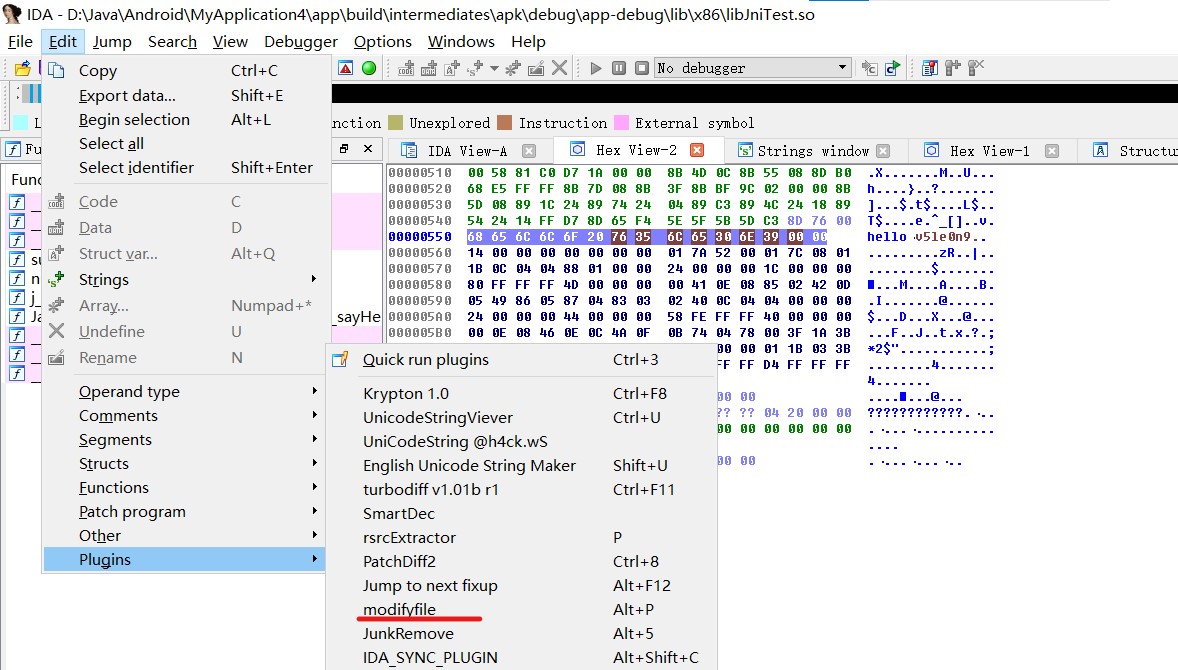 IDA - D:\Java\Android\MyApplication4\app\build\intermediates\apk\debug\app-debug\lib\x86\libJniTest.so
File Edit Jump Search View Debugger Options Windows Help
No debugger
nction Unexplored Instruction External symbol
Fu
IDA View-A Hex View-2 Strings window Hex View-1 Structu
Func
su
n
j_
Ja
_sayHe
Copy Ctrl+C
Export data... Shift+E
Begin selection Alt+L
Select all
Select identifier Shift+Enter
Code C
Data D
Struct var... Alt+Q
Strings
Array... Numpad+*
Undefine U
Rename N
Operand type
Comments
Segments
Structs
Functions
Patch program
Other
Plugins
Quick run plugins Ctrl+3
Krypton 1.0 Ctrl+F8
UnicodeStringViever Ctrl+U
UniCodeString @h4ck.wS
English Unicode String Maker Shift+U
turbodiff v1.01b r1 Ctrl+F11
SmartDec
rsrcExtractor P
PatchDiff2 Ctrl+8
Jump to next fixup Alt+F12
modifyfile Alt+P
JunkRemove Alt+5
IDA_SYNC_PLUGIN Alt+Shift+C
00000510 00 58 81 C0 D7 1A 00 00 8B 4D 0C 8B 55 08 8D B0 .X.......M..U...
00000520 68 E5 FF FF 8B 7D 08 8B 3F 8B BF 9C 02 00 00 8B h....}..?.......
00000530 5D 08 89 1C 24 89 74 24 04 89 C3 89 4C 24 18 89 ]...$.t$....L$..
00000540 54 24 14 FF D7 8D 65 F4 5E 5F 5B 5D C3 8D 76 00 T$....e.^_[]..v.
00000550 68 65 6C 6C 6F 20 76 35 6C 65 30 6E 39 00 00 hello v5le0n9..
00000560 14 00 00 00 00 00 00 00 01 7A 52 00 01 7C 08 01 .........zR..|..
00000570 1B 0C 04 04 88 01 00 00 24 00 00 00 1C 00 00 00 ........$.......
00000580 80 FF FF FF 4D 00 00 00 00 41 0E 08 85 02 42 0D ....M....A....B.
00000590 05 49 86 05 87 04 83 03 02 40 0C 04 04 00 00 00 .I.......@......
000005A0 24 00 00 00 44 00 00 00 58 FE FF FF 40 00 00 00 $...D...X...@...
000005B0 00 0E 08 46 0E 0C 4A 0F 0B 74 04 78 00 3F 1A 3B ...F..J..t.x.?.;
00 00 01 1B 03 3B *2$"...........;
FF FF D4 FF FF FF
00 00
?? ?? 04 20 00 00
00 00 00 00 00 00
00 00